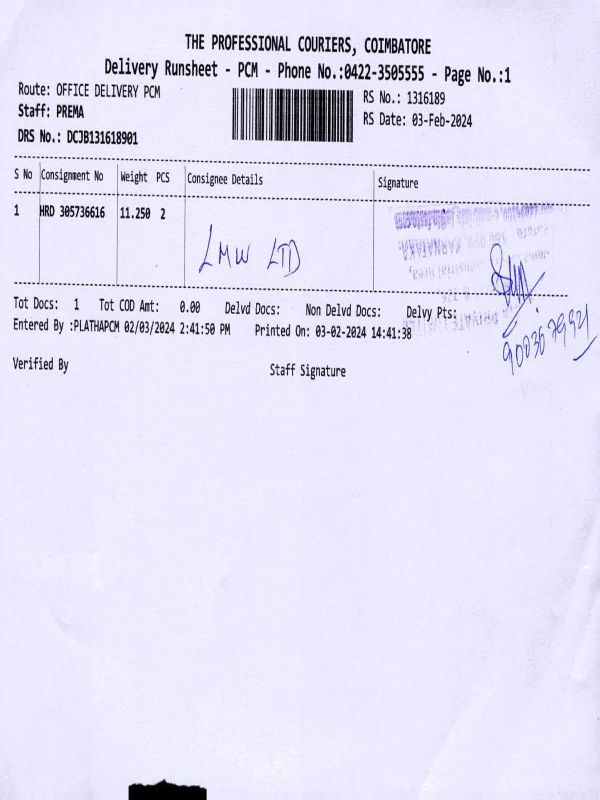 THE PROFESSIONAL COURIERS, COIMBATORE
Delivery Runsheet - PCM - Phone No.:0422-3505555 - Page No.:1
Route: OFFICE DELIVERY PCM
RS No.: 1316189
Staff: PREMA
RS Date: 03-Feb-2024
DRS No.: DCJB131618901
S No Consignment No Weight PCS Consignee Details Signature
1 HRD 305736616 11.250 2
LMW LTD
KARNATAKA
Tot Docs: 1 Tot COD Amt: 0.00 Delvd Docs: Non Delvd Docs: Delvy Pts:
Entered By :PLATHAPCM 02/03/2024 2:41:50 PM Printed On: 03-02-2024 14:41:38
Verified By Staff Signature